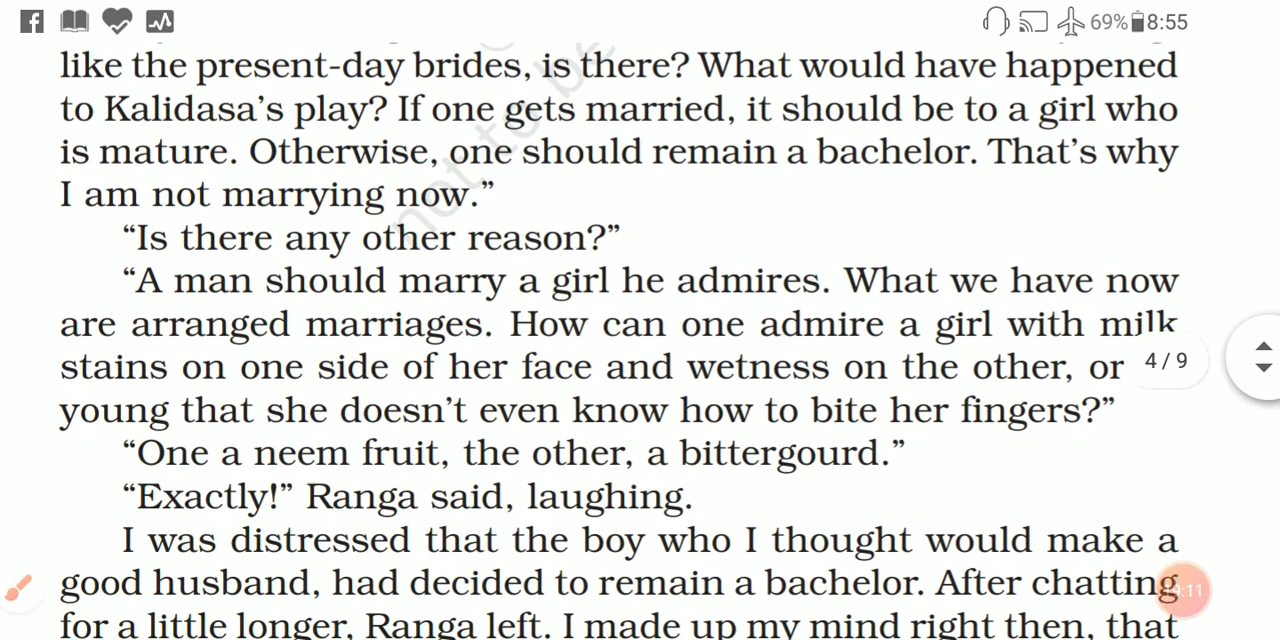 69% 8:55
like the present-day brides, is there? What would have happened
to Kalidasa's play? If one gets married, it should be to a girl who
is mature. Otherwise, one should remain a bachelor. That's why
I am not marrying now.”
“Is there any other reason?”
“A man should marry a girl he admires. What we have now
are arranged marriages. How can one admire a girl with milk
stains on one side of her face and wetness on the other, or
4 / 9
young that she doesn't even know how to bite her fingers?”
“One a neem fruit, the other, a bittergourd.”
“Exactly!” Ranga said, laughing.
I was distressed that the boy who I thought would make a
good husband, had decided to remain a bachelor. After chatting
for a little longer, Ranga left. I made up my mind right then, that
not to be